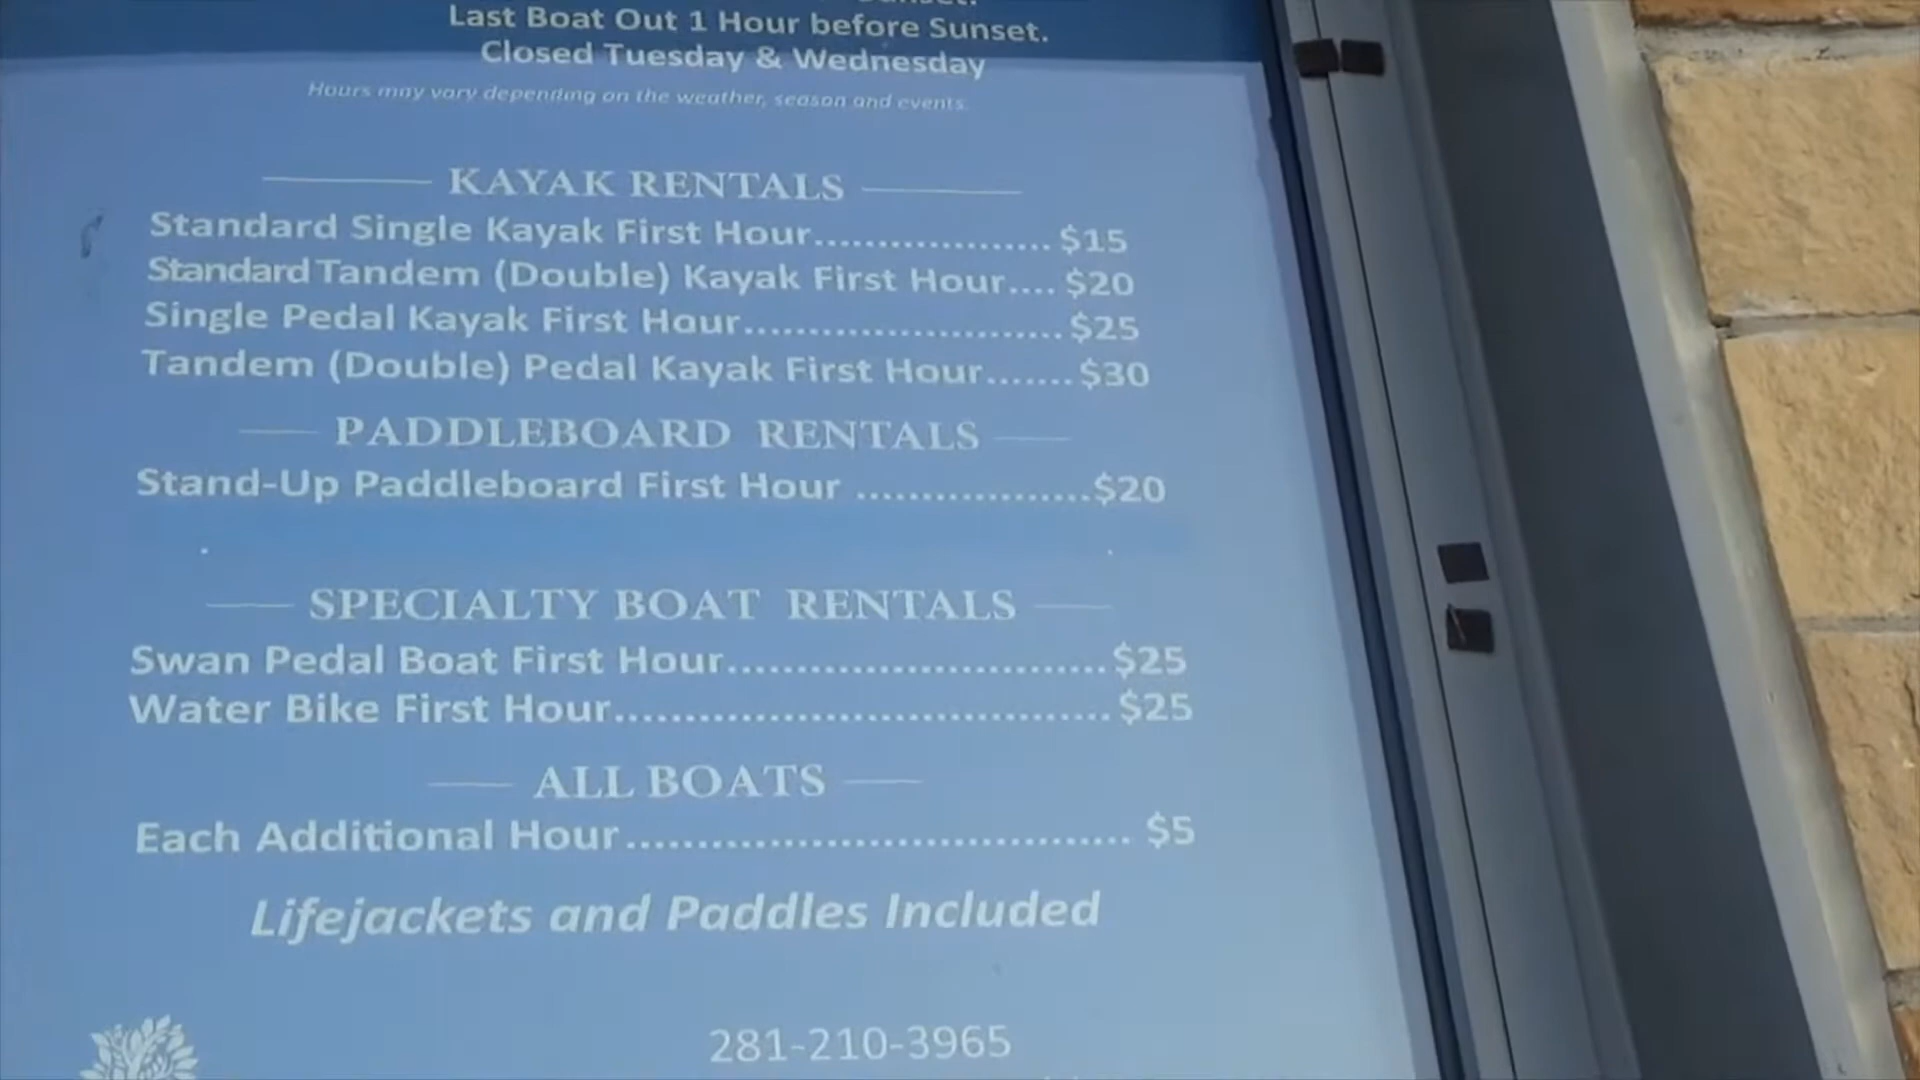 Last Boat Out 1 Hour before Sunset.
Closed Tuesday & Wednesday
Hours may vary depending on the weather, season and events.
KAYAK RENTALS
Standard Single Kayak First Hour................... $15
Standard Tandem (Double) Kayak First Hour.... $20
Single Pedal Kayak First Hour......................... $25
Tandem (Double) Pedal Kayak First Hour....... $30
PADDLEBOARD RENTALS
Stand-Up Paddleboard First Hour ..................$20
SPECIALTY BOAT RENTALS
Swan Pedal Boat First Hour.............................. $25
Water Bike First Hour....................................... $25
ALL BOATS
Each Additional Hour........................................ $5
Lifejackets and Paddles Included
281-210-3965